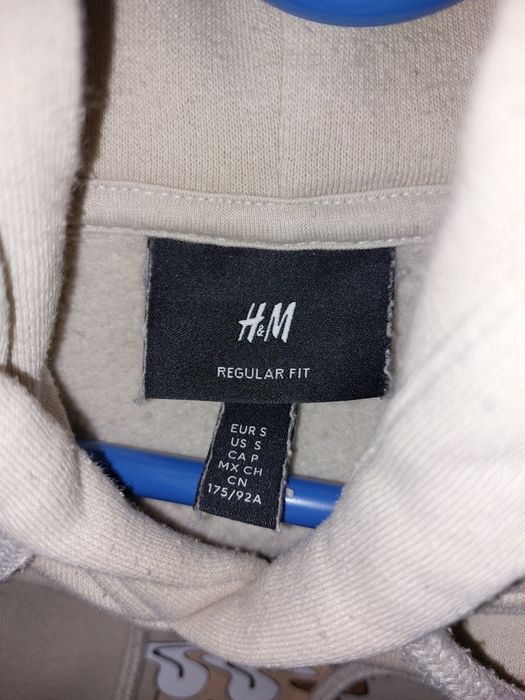 H&M
REGULAR FIT
EUR S
US S
CA P
MX CH
CN
175/92A